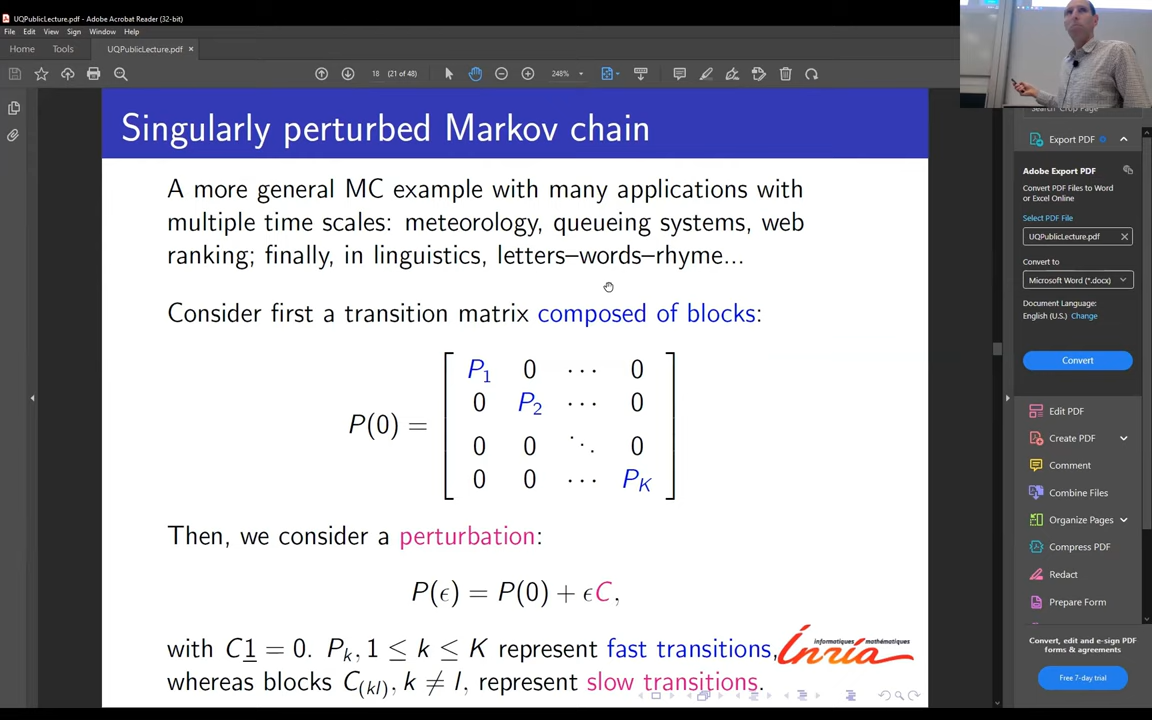 UQPublicLecture.pdf - Adobe Acrobat Reader (32-bit)
File Edit View Sign Window Help
Home Tools UQPublicLecture.pdf ×
18 (21 of 48) 248%
Singularly perturbed Markov chain
A more general MC example with many applications with
multiple time scales: meteorology, queueing systems, web
ranking; finally, in linguistics, letters–words–rhyme...
Consider first a transition matrix composed of blocks:
P(0) = [ P₁ 0 ⋯ 0
0 P₂ ⋯ 0
0 0 ⋱ 0
0 0 ⋯ P_K ]
Then, we consider a perturbation:
P(ϵ) = P(0) + ϵC,
with C1 = 0. P_k, 1 ≤ k ≤ K represent fast transitions,
whereas blocks C_(kl), k ≠ l, represent slow transitions.
informatiques mathématiques
Inria
Export PDF
Adobe Export PDF
Convert PDF Files to Word
or Excel Online
Select PDF File
UQPublicLecture.pdf ×
Convert to
Microsoft Word (*.docx)
Document Language:
English (U.S.) Change
Convert
Edit PDF
Create PDF
Comment
Combine Files
Organize Pages
Compress PDF
Redact
Prepare Form
Convert, edit and e-sign PDF
forms & agreements
Free 7-day trial